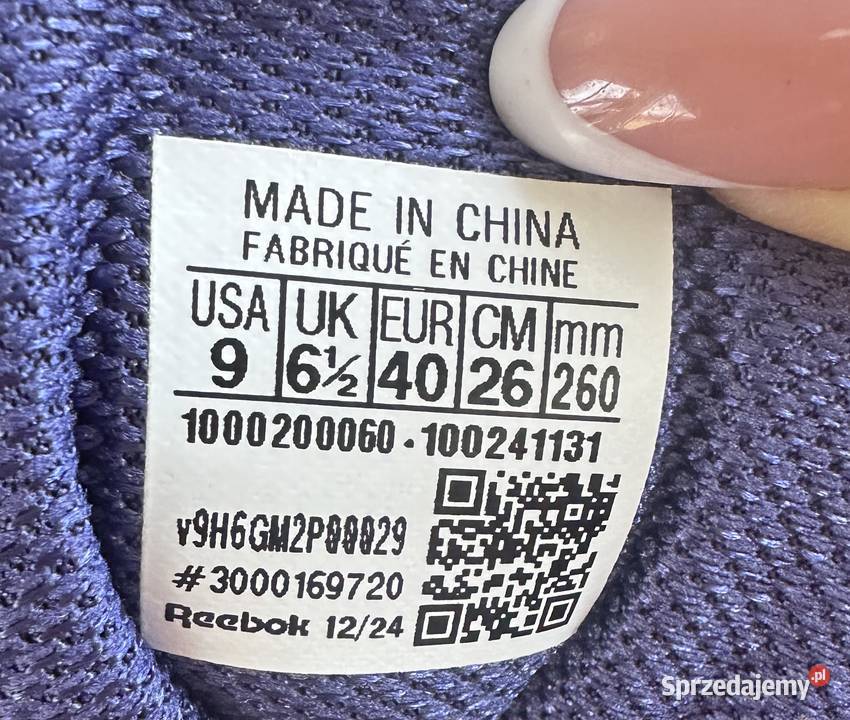 MADE IN CHINA
FABRIQUÉ EN CHINE
USA UK EUR CM mm
9 6½ 40 26 260
1000200060 • 100241131
v9H6GM2P00029
#3000169720
Reebok 12/24
Sprzedajemy.pl